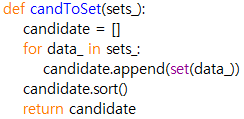 def candToSet(sets_):
    candidate = []
    for data_ in sets_:
        candidate.append(set(data_))
    candidate.sort()
    return candidate